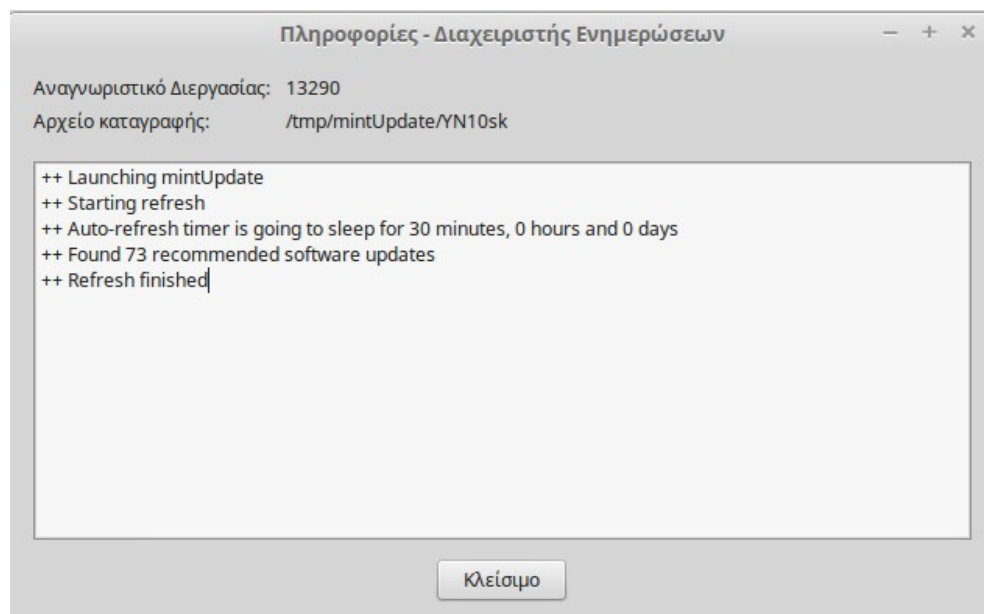 Πληροφορίες - Διαχειριστής Ενημερώσεων
Αναγνωριστικό Διεργασίας: 13290
Αρχείο καταγραφής: /tmp/mintUpdate/YN10sk
++ Launching mintUpdate
++ Starting refresh
++ Auto-refresh timer is going to sleep for 30 minutes, 0 hours and 0 days
++ Found 73 recommended software updates
++ Refresh finished
Κλείσιμο